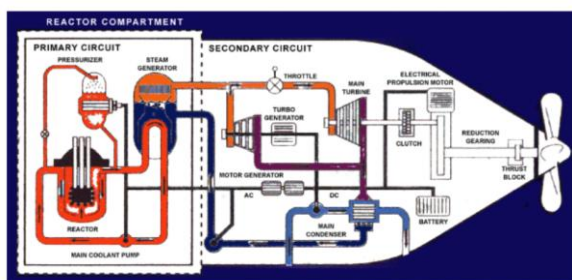 REACTOR COMPARTMENT
PRIMARY CIRCUIT
SECONDARY CIRCUIT
PRESSURIZER
STEAM
GENERATOR
THROTTLE
MAIN
TURBINE
ELECTRICAL
PROPULSION MOTOR
TURBO
GENERATOR
CLUTCH
REDUCTION
GEARING
THRUST
BLOCK
MOTOR GENERATOR
AC
DC
BATTERY
REACTOR
MAIN
CONDENSER
MAIN COOLANT PUMP